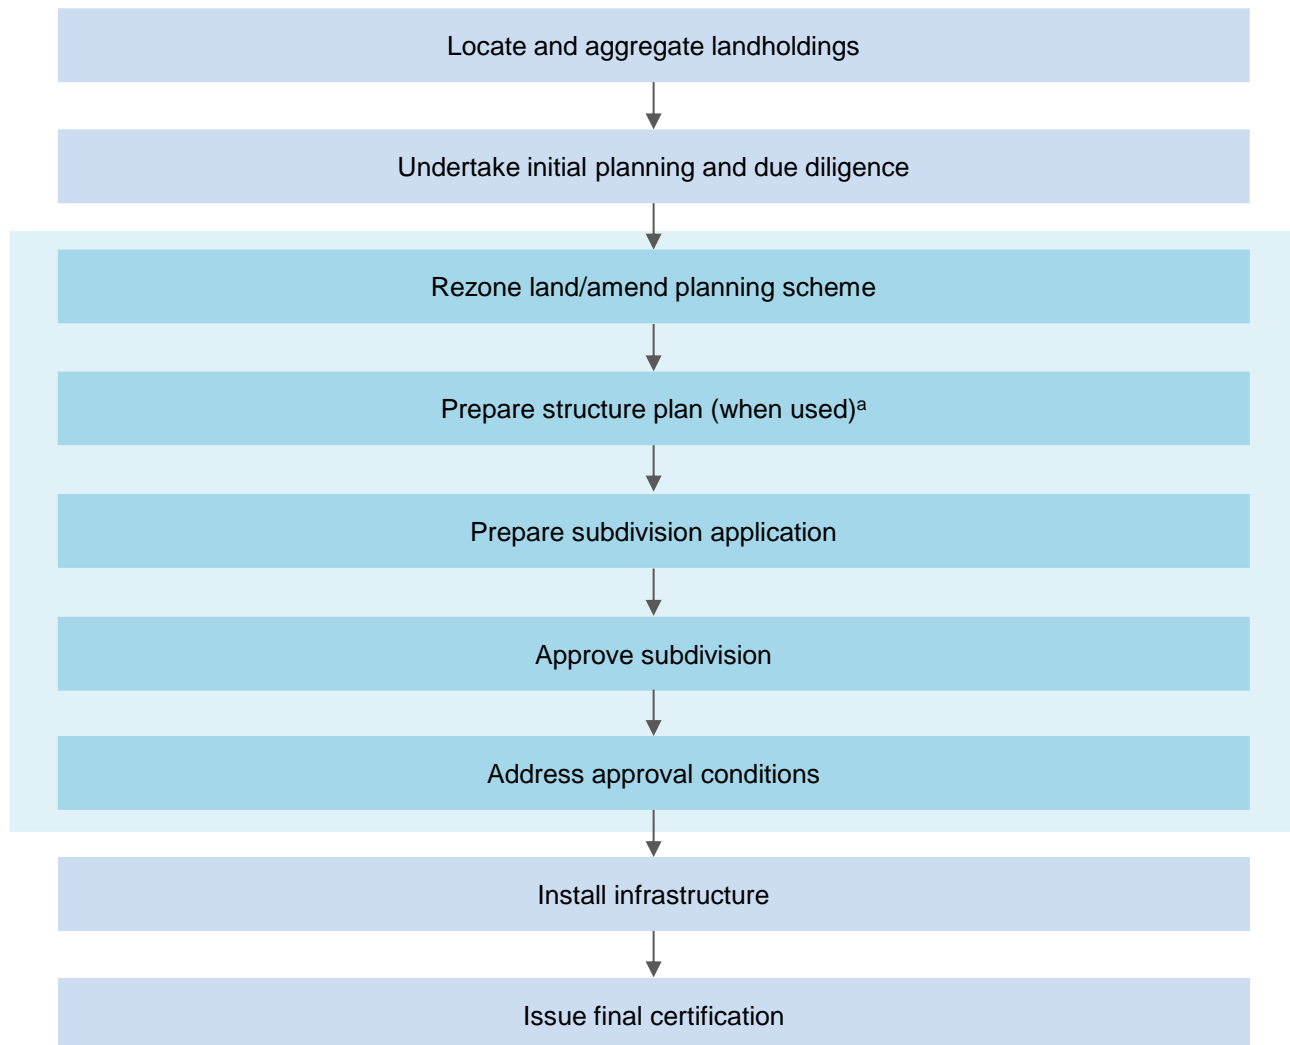 Locate and aggregate landholdings
Undertake initial planning and due diligence
Rezone land/amend planning scheme
Prepare structure plan (when used)ᵃ
Prepare subdivision application
Approve subdivision
Address approval conditions
Install infrastructure
Issue final certification